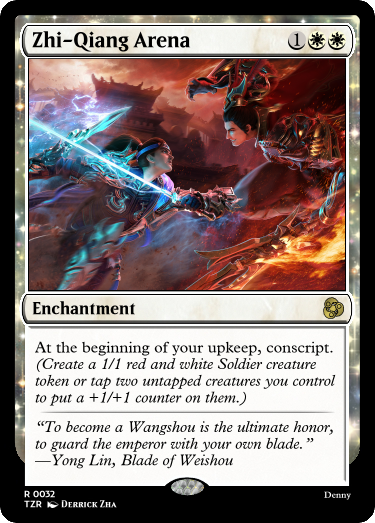 Zhi-Qiang Arena 1
Enchantment
At the beginning of your upkeep, conscript.
(Create a 1/1 red and white Soldier creature
token or tap two untapped creatures you control
to put a +1/+1 counter on them.)
“To become a Wangshou is the ultimate honor,
to guard the emperor with your own blade.”
—Yong Lin, Blade of Weishou
R 0032 Denny
TZR Derrick Zha